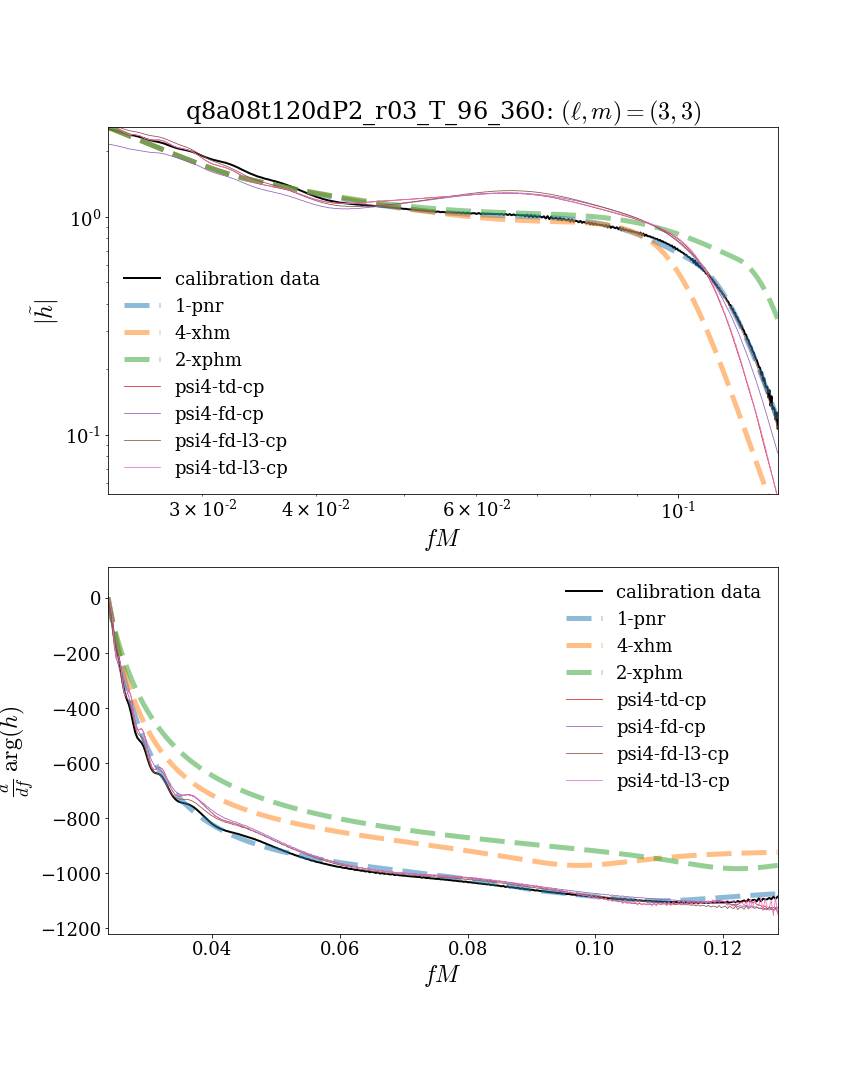 q8a08t120dP2_r03_T_96_360: (ℓ, m) = (3, 3)
10⁰
10⁻¹
|h̃|
calibration data
1-pnr
4-xhm
2-xphm
psi4-td-cp
psi4-fd-cp
psi4-fd-l3-cp
psi4-td-l3-cp
3 × 10⁻²
4 × 10⁻²
6 × 10⁻²
10⁻¹
fM
0
−200
−400
−600
−800
−1000
−1200
d/df arg(h)
calibration data
1-pnr
4-xhm
2-xphm
psi4-td-cp
psi4-fd-cp
psi4-fd-l3-cp
psi4-td-l3-cp
0.04
0.06
0.08
0.10
0.12
fM